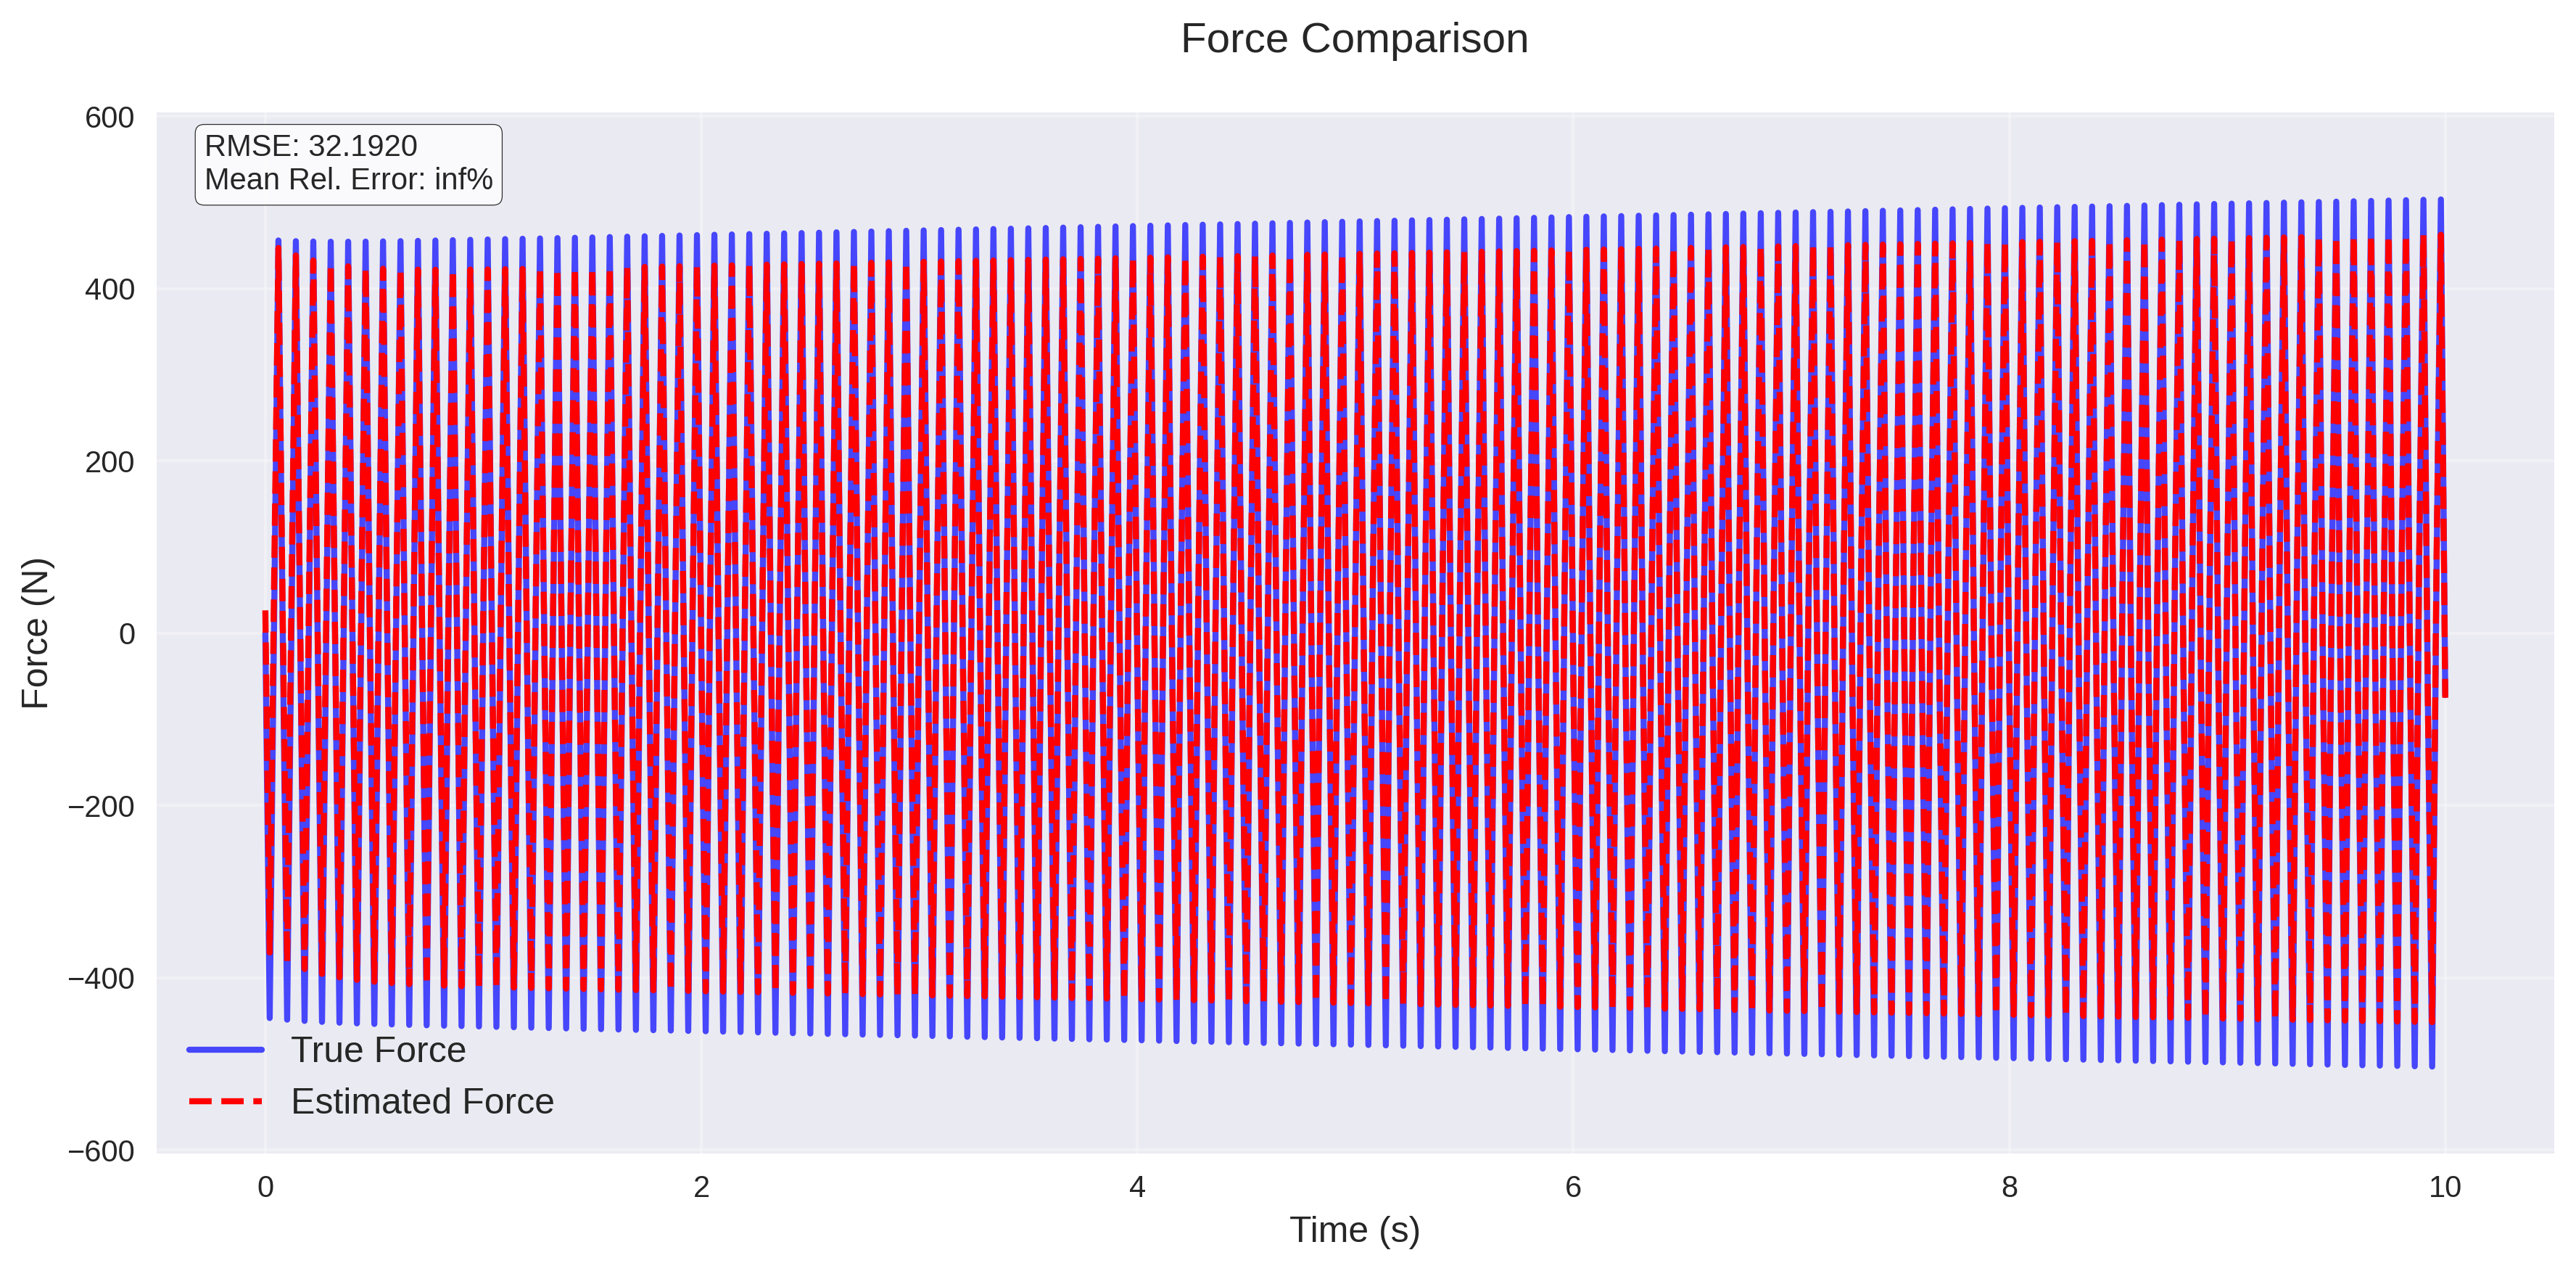 Force Comparison
600
RMSE: 32.1920
Mean Rel. Error: inf%
400
200
0
−200
−400
−600
Force (N)
True Force
Estimated Force
0 2 4 6 8 10
Time (s)